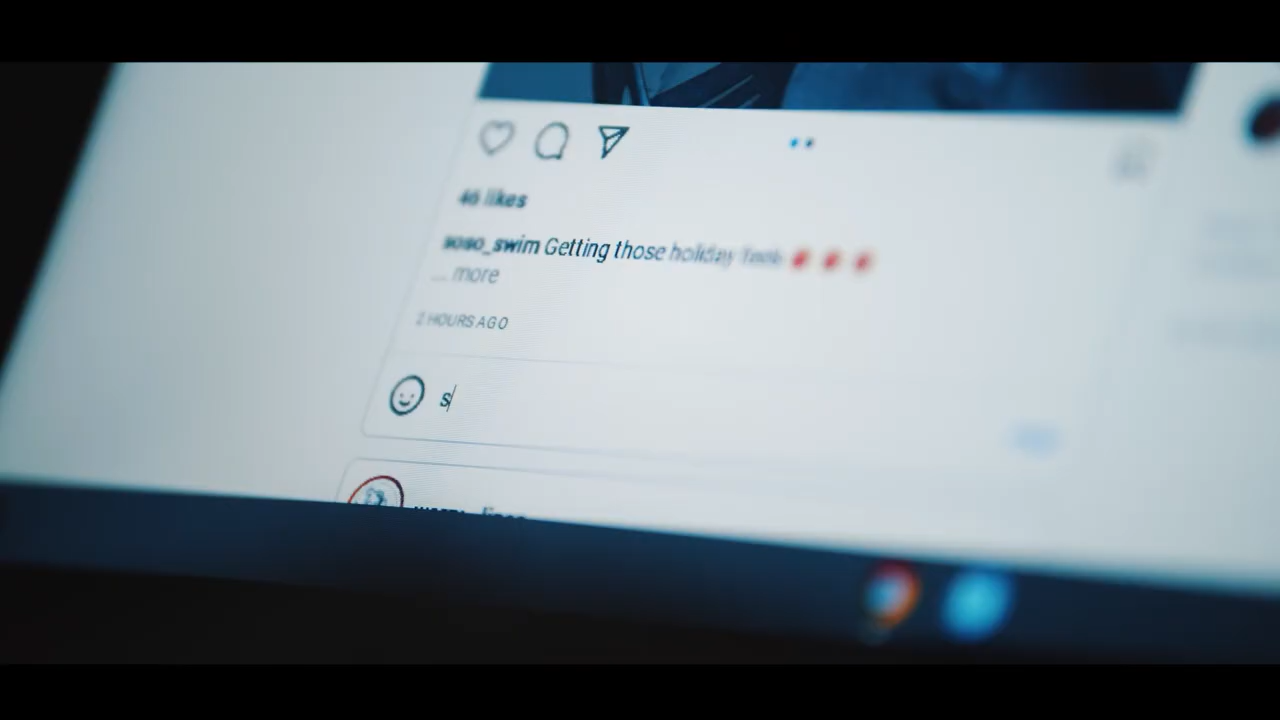 46 likes
soso_swim Getting those holiday
... more
2 HOURS AGO
s